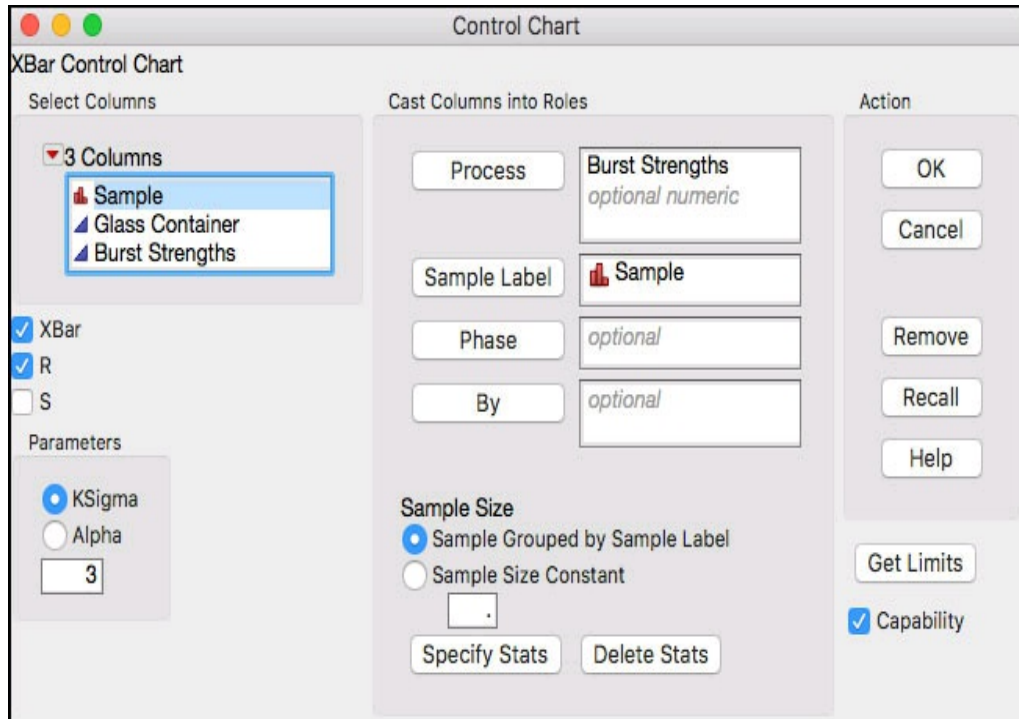 Control Chart
XBar Control Chart
Select Columns
3 Columns
Sample
Glass Container
Burst Strengths
XBar
R
S
Parameters
KSigma
Alpha
3
Cast Columns into Roles
Process
Burst Strengths
optional numeric
Sample Label
Sample
Phase
optional
By
optional
Sample Size
Sample Grouped by Sample Label
Sample Size Constant
.
Specify Stats
Delete Stats
Action
OK
Cancel
Remove
Recall
Help
Get Limits
Capability